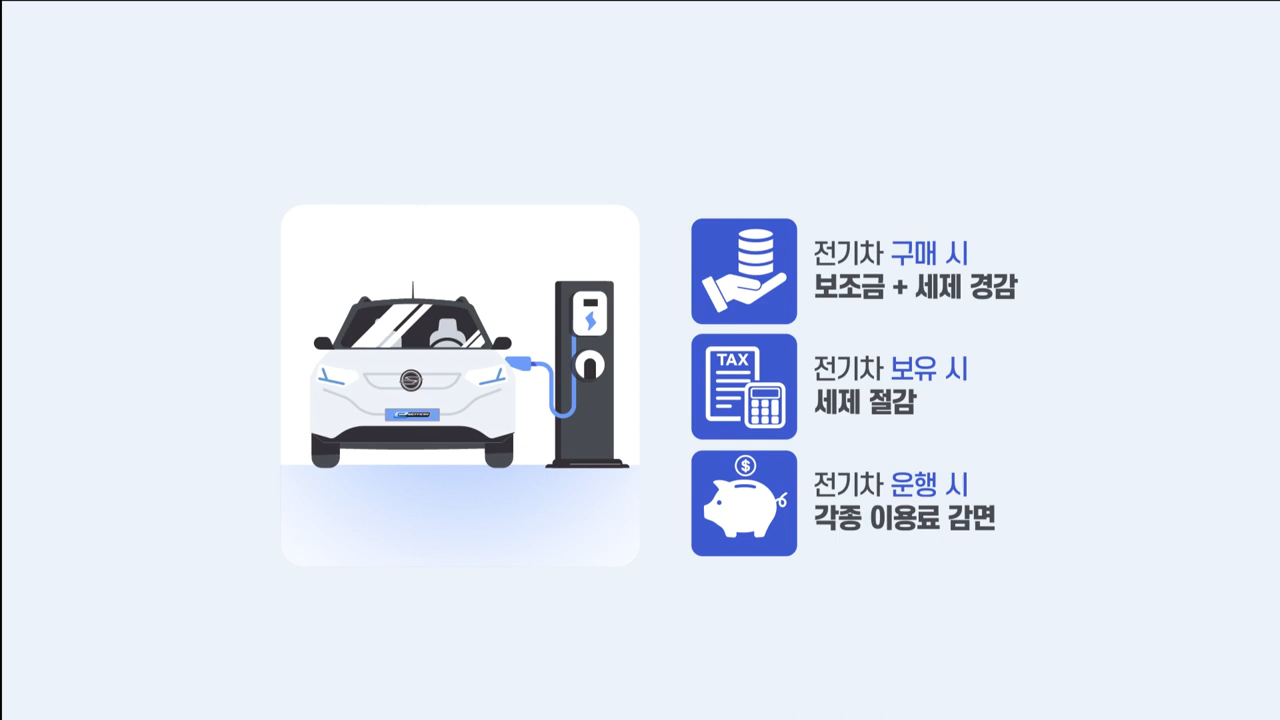 전기차 구매 시
보조금 + 세제 경감
TAX
전기차 보유 시
세제 절감
$
전기차 운행 시
각종 이용료 감면